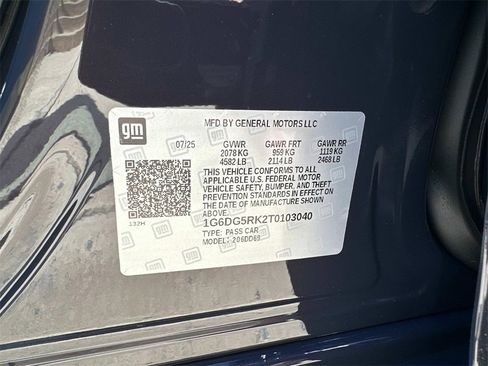 gm
MFD BY GENERAL MOTORS LLC
07/25 GVWR GAWR FRT GAWR RR
2078 KG 959 KG 1119 KG
4582 LB 2114 LB 2468 LB
THIS VEHICLE CONFORMS TO ALL
APPLICABLE U.S. FEDERAL MOTOR
VEHICLE SAFETY, BUMPER, AND THEFT
PREVENTION STANDARDS IN EFFECT
ON THE DATE OF MANUFACTURE SHOWN
ABOVE.
1G6DG5RK2T0103040
TYPE: PASS CAR
MODEL: 206DD69